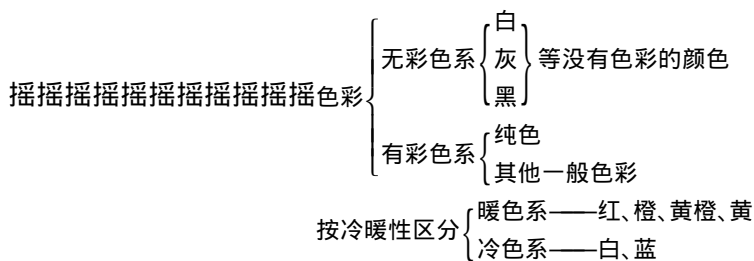 白
无彩色系 灰 等没有色彩的颜色
黑
摇摇摇摇摇摇摇摇摇摇摇色彩
纯色
有彩色系
其他一般色彩
暖色系——红、橙、黄橙、黄
按冷暖性区分
冷色系——白、蓝